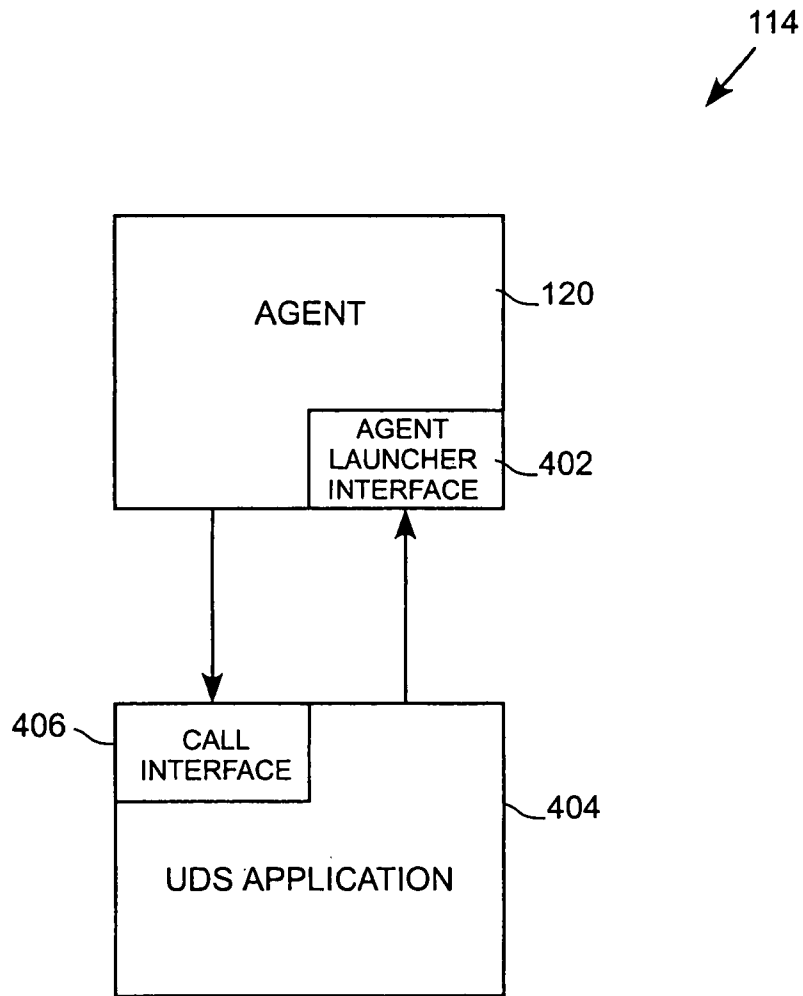 114
AGENT
120
AGENT
LAUNCHER
INTERFACE
402
406
CALL
INTERFACE
404
UDS APPLICATION